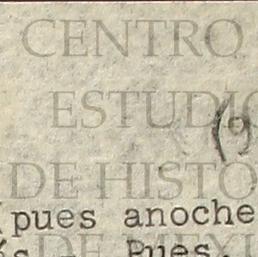 CENTRO
ESTUDIO
(9
DE HISTO
(pues anoche
s - Pues.
DE MEXI